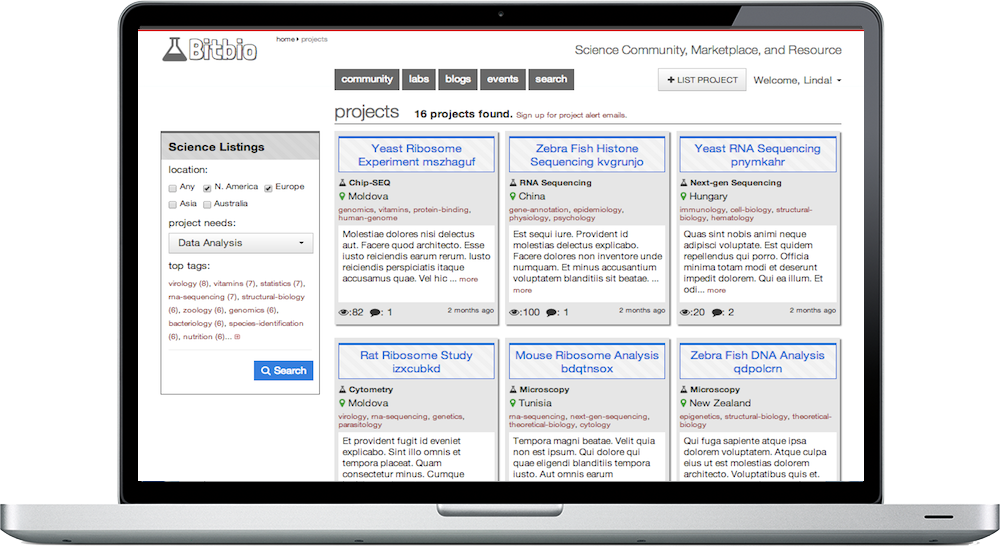 Bitbio
home projects
Science Community, Marketplace, and Resource
community labs blogs events search
+ LIST PROJECT Welcome, Linda!
projects 16 projects found. Sign up for project alert emails.
Science Listings
location:
Any N. America Europe
Asia Australia
project needs:
Data Analysis
top tags:
virology (8), vitamins (7), statistics (7),
rna-sequencing (7), structural-biology
(6), zoology (6), genomics (6),
bacteriology (6), species-identification
(6), nutrition (6)...
Search
Yeast Ribosome
Experiment mszhaguf
Chip-SEQ
Moldova
genomics, vitamins, protein-binding,
human-genome
Molestiae dolores nisi delectus
aut. Facere quod architecto. Esse
iusto reiciendis earum rerum. Iusto
reiciendis perspiciatis itaque
accusamus quae. Vel hic ... more
:82 : 1 2 months ago
Zebra Fish Histone
Sequencing kvgrunjo
RNA Sequencing
China
gene-annotation, epidemiology,
physiology, psychology
Est sequi iure. Provident id
molestias delectus explicabo.
Facere dolores non inventore unde
numquam. Et minus accusantium
voluptatem blanditiis sit beatae. ...
more
:100 : 1 2 months ago
Yeast RNA Sequencing
pnymkahr
Next-gen Sequencing
Hungary
immunology, cell-biology, structural-
biology, hematology
Quas sint nobis animi neque
adipisci voluptate. Est quidem
repellendus qui porro. Officia
minima totam modi et deserunt
impedit dolorem. Qui ea illum. Et
odi... more
:20 : 2 2 months ago
Rat Ribosome Study
izxcubkd
Cytometry
Moldova
virology, rna-sequencing, genetics,
parasitology
Et provident fugit id eveniet
explicabo. Sint illo omnis et
tempora placeat. Quam
consectetur minus. Cumque
Mouse Ribosome Analysis
bdqtnsox
Microscopy
Tunisia
rna-sequencing, next-gen-sequencing,
theoretical-biology, cytology
Tempora magni beatae. Velit quia
non est ipsum. Qui dolore qui
quae eligendi blanditiis tempora
iusto. Aut omnis earum
Zebra Fish DNA Analysis
qdpolcrn
Microscopy
New Zealand
epigenetics, structural-biology, theoretical-
biology
Qui fuga sapiente atque ipsa
dolorem voluptatem. Atque culpa
eius ut est molestias dolorem
architecto. Voluptatibus quis et.